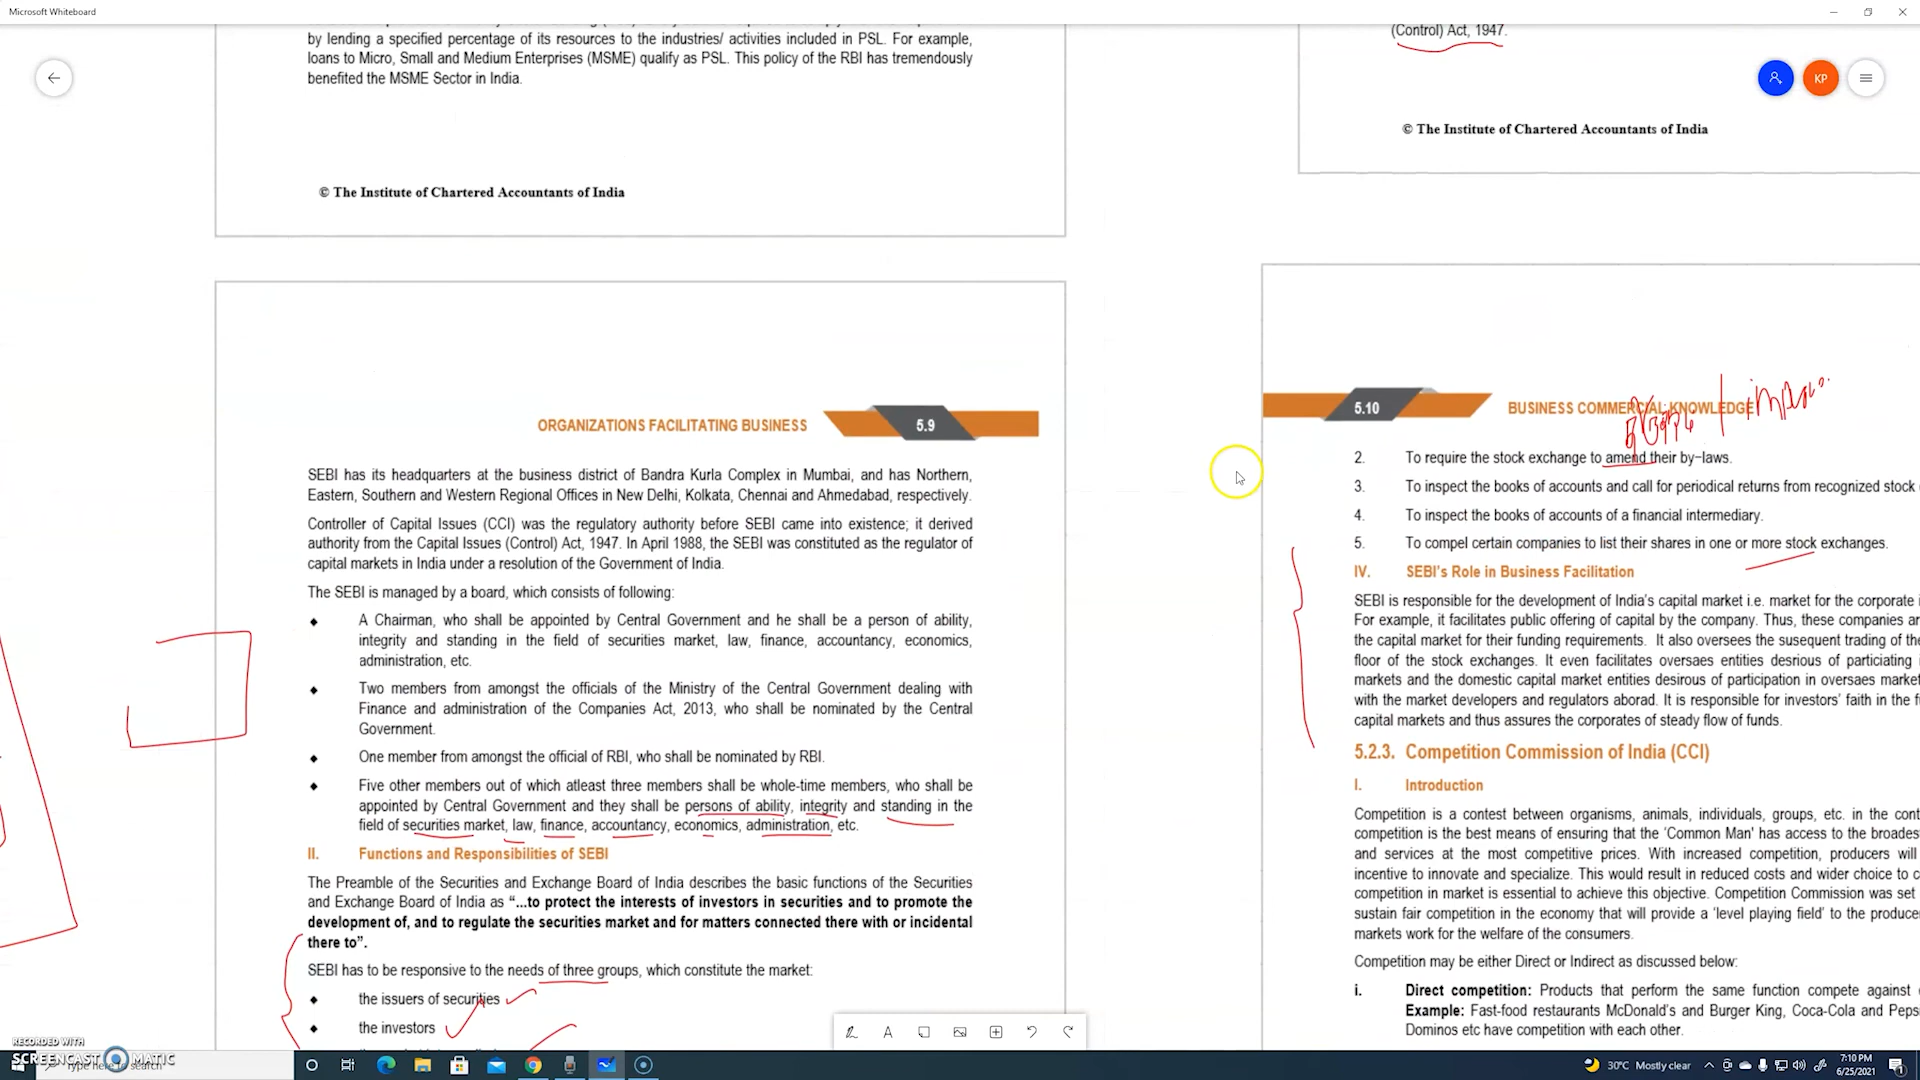 Microsoft Whiteboard
by lending a specified percentage of its resources to the industries/ activities included in PSL. For example,
loans to Micro, Small and Medium Enterprises (MSME) qualify as PSL. This policy of the RBI has tremendously
benefited the MSME Sector in India.
© The Institute of Chartered Accountants of India
(Control) Act, 1947.
KP
© The Institute of Chartered Accountants of India
ORGANIZATIONS FACILITATING BUSINESS 5.9
SEBI has its headquarters at the business district of Bandra Kurla Complex in Mumbai, and has Northern,
Eastern, Southern and Western Regional Offices in New Delhi, Kolkata, Chennai and Ahmedabad, respectively.
Controller of Capital Issues (CCI) was the regulatory authority before SEBI came into existence; it derived
authority from the Capital Issues (Control) Act, 1947. In April 1988, the SEBI was constituted as the regulator of
capital markets in India under a resolution of the Government of India.
The SEBI is managed by a board, which consists of following:
A Chairman, who shall be appointed by Central Government and he shall be a person of ability,
integrity and standing in the field of securities market, law, finance, accountancy, economics,
administration, etc.
Two members from amongst the officials of the Ministry of the Central Government dealing with
Finance and administration of the Companies Act, 2013, who shall be nominated by the Central
Government.
One member from amongst the official of RBI, who shall be nominated by RBI.
Five other members out of which atleast three members shall be whole-time members, who shall be
appointed by Central Government and they shall be persons of ability, integrity and standing in the
field of securities market, law, finance, accountancy, economics, administration, etc.
II. Functions and Responsibilities of SEBI
The Preamble of the Securities and Exchange Board of India describes the basic functions of the Securities
and Exchange Board of India as “...to protect the interests of investors in securities and to promote the
development of, and to regulate the securities market and for matters connected there with or incidental
there to”.
SEBI has to be responsive to the needs of three groups, which constitute the market:
the issuers of securities
the investors
5.10 BUSINESS COMMERCIAL KNOWLEDGE
2. To require the stock exchange to amend their by-laws.
3. To inspect the books of accounts and call for periodical returns from recognized stock
4. To inspect the books of accounts of a financial intermediary.
5. To compel certain companies to list their shares in one or more stock exchanges.
IV. SEBI's Role in Business Facilitation
SEBI is responsible for the development of India's capital market i.e. market for the corporate
For example, it facilitates public offering of capital by the company. Thus, these companies
the capital market for their funding requirements. It also oversees the susequent trading of the
floor of the stock exchanges. It even facilitates oversaes entities desrious of particiating
markets and the domestic capital market entities desirous of participation in oversaes
with the market developers and regulators aborad. It is responsible for investors' faith in the
capital markets and thus assures the corporates of steady flow of funds.
5.2.3. Competition Commission of India (CCI)
I. Introduction
Competition is a contest between organisms, animals, individuals, groups, etc. in the
competition is the best means of ensuring that the 'Common Man' has access to the broadest
and services at the most competitive prices. With increased competition, producers will
incentive to innovate and specialize. This would result in reduced costs and wider choice to
competition in market is essential to achieve this objective. Competition Commission was set
sustain fair competition in the economy that will provide a 'level playing field' to the
markets work for the welfare of the consumers.
Competition may be either Direct or Indirect as discussed below:
i. Direct competition: Products that perform the same function compete against
Example: Fast-food restaurants McDonald's and Burger King, Coca-Cola and
Dominos etc have competition with each other.
RECORDED WITH
SCREENCAST MATIC
Type here to search
30°C Mostly clear
7:10 PM
6/25/2021